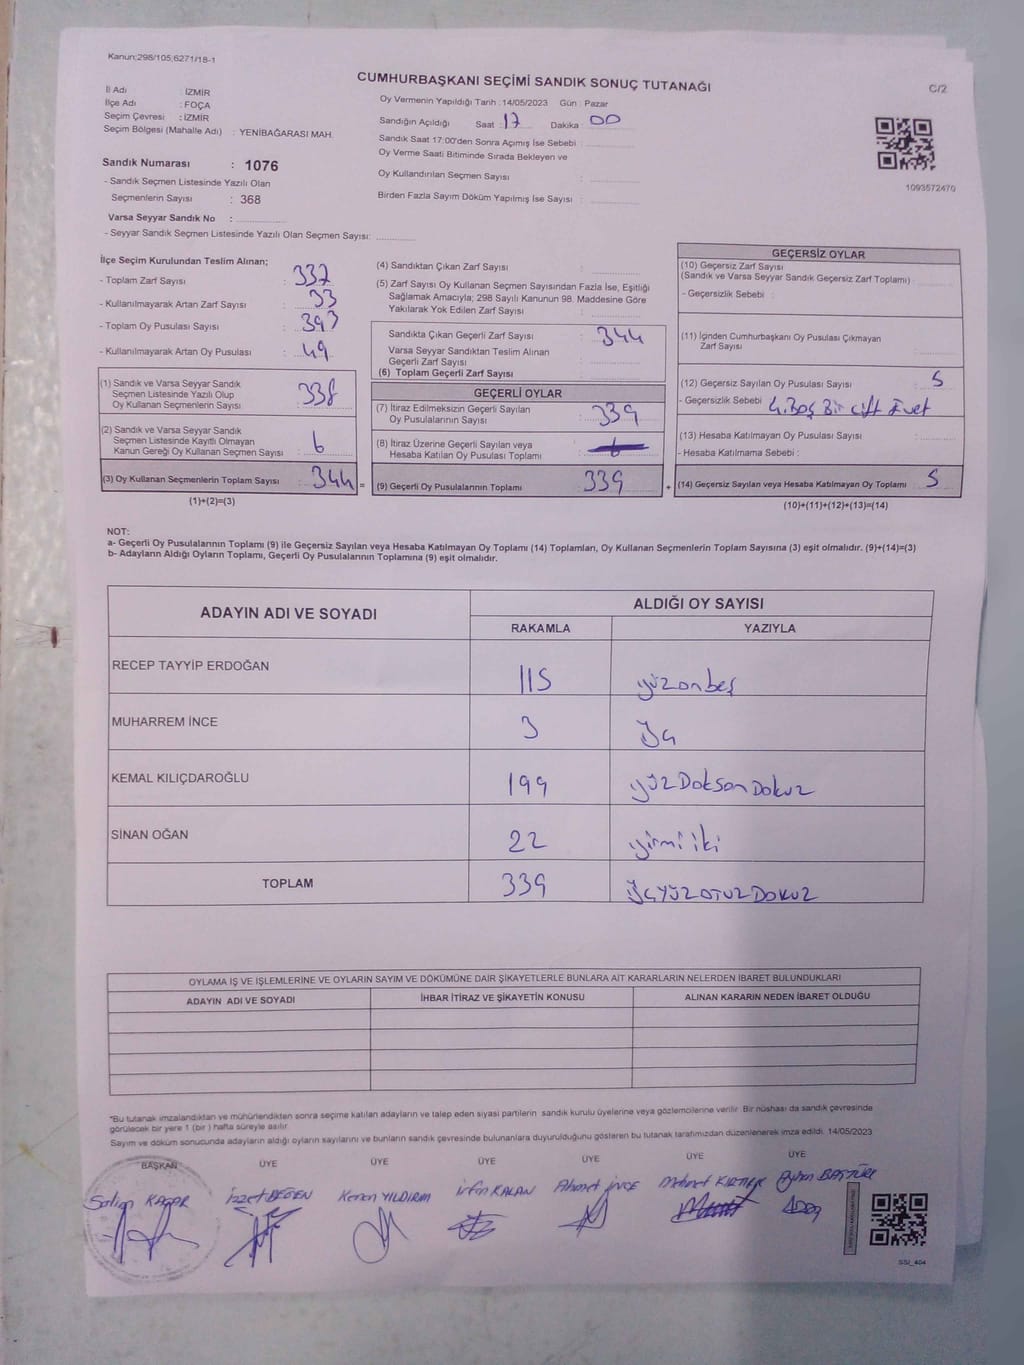 Kanun:298/105;6271/18-1
CUMHURBAŞKANI SEÇİMİ SANDIK SONUÇ TUTANAĞI
C/2
İl Adı : İZMİR
İlçe Adı : FOÇA
Seçim Çevresi : İZMİR
Seçim Bölgesi (Mahalle Adı) : YENİBAĞARASI MAH.
Sandık Numarası : 1076
- Sandık Seçmen Listesinde Yazılı Olan
Seçmenlerin Sayısı : 368
Varsa Seyyar Sandık No :
- Seyyar Sandık Seçmen Listesinde Yazılı Olan Seçmen Sayısı:
Oy Vermenin Yapıldığı Tarih : 14/05/2023 Gün : Pazar
Sandığın Açıldığı Saat : 17 Dakika : 00
Sandık Saat 17:00'den Sonra Açımış İse Sebebi :
Oy Verme Saati Bitiminde Sırada Bekleyen ve
Oy Kullandırılan Seçmen Sayısı :
Birden Fazla Sayım Döküm Yapılmış İse Sayısı :
1093572470
İlçe Seçim Kurulundan Teslim Alınan;
- Toplam Zarf Sayısı : 337
- Kullanılmayarak Artan Zarf Sayısı : 33
- Toplam Oy Pusulası Sayısı : 393
- Kullanılmayarak Artan Oy Pusulası : 49
(1) Sandık ve Varsa Seyyar Sandık
Seçmen Listesinde Yazılı Olup
Oy Kullanan Seçmenlerin Sayısı : 338
(2) Sandık ve Varsa Seyyar Sandık
Seçmen Listesinde Kayıtlı Olmayan
Kanun Gereği Oy Kullanan Seçmen Sayısı : 6
(3) Oy Kullanan Seçmenlerin Toplam Sayısı : 344 =
(1)+(2)=(3)
(4) Sandıktan Çıkan Zarf Sayısı :
(5) Zarf Sayısı Oy Kullanan Seçmen Sayısından Fazla İse, Eşitliği
Sağlamak Amacıyla; 298 Sayılı Kanunun 98. Maddesine Göre
Yakılarak Yok Edilen Zarf Sayısı :
Sandıkta Çıkan Geçerli Zarf Sayısı : 344
Varsa Seyyar Sandıktan Teslim Alınan
Geçerli Zarf Sayısı :
(6) Toplam Geçerli Zarf Sayısı :
GEÇERLİ OYLAR
(7) İtiraz Edilmeksizin Geçerli Sayılan
Oy Pusulalarının Sayısı : 339
(8) İtiraz Üzerine Geçerli Sayılan veya
Hesaba Katılan Oy Pusulası Toplamı :
(9) Geçerli Oy Pusulalarının Toplamı : 339 +
GEÇERSİZ OYLAR
(10) Geçersiz Zarf Sayısı
(Sandık ve Varsa Seyyar Sandık Geçersiz Zarf Toplamı) :
- Geçersizlik Sebebi :
(11) İçinden Cumhurbaşkanı Oy Pusulası Çıkmayan
Zarf Sayısı :
(12) Geçersiz Sayılan Oy Pusulası Sayısı : 5
- Geçersizlik Sebebi : 4. Boş Bir çift Evet
(13) Hesaba Katılmayan Oy Pusulası Sayısı :
- Hesaba Katılmama Sebebi :
(14) Geçersiz Sayılan veya Hesaba Katılmayan Oy Toplamı : 5
(10)+(11)+(12)+(13)=(14)
NOT:
a- Geçerli Oy Pusulalarının Toplamı (9) ile Geçersiz Sayılan veya Hesaba Katılmayan Oy Toplamı (14) Toplamları, Oy Kullanan Seçmenlerin Toplam Sayısına (3) eşit olmalıdır. (9)+(14)=(3)
b- Adayların Aldığı Oyların Toplamı, Geçerli Oy Pusulalarının Toplamına (9) eşit olmalıdır.
ADAYIN ADI VE SOYADI
ALDIĞI OY SAYISI
RAKAMLA YAZIYLA
RECEP TAYYİP ERDOĞAN 115 yüzonbeş
MUHARREM İNCE 3 Üç
KEMAL KILIÇDAROĞLU 199 yüzDoksanDokuz
SİNAN OĞAN 22 yirmiiki
TOPLAM 339 ÜÇYÜZOTUZDOKUZ
OYLAMA İŞ VE İŞLEMLERİNE VE OYLARIN SAYIM VE DÖKÜMÜNE DAİR ŞİKAYETLERLE BUNLARA AİT KARARLARIN NELERDEN İBARET BULUNDUKLARI
ADAYIN ADI VE SOYADI İHBAR İTİRAZ VE ŞİKAYETİN KONUSU ALINAN KARARIN NEDEN İBARET OLDUĞU
*Bu tutanak imzalandıktan ve mühürlendikten sonra seçime katılan adayların ve talep eden siyasi partilerin sandık kurulu üyelerine veya gözlemcilerine verilir. Bir nüshası da sandık çevresinde
görülecek bir yere 1 (bir) hafta süreyle asılır.
Sayım ve döküm sonucunda adayların aldığı oyların sayılarını ve bunların sandık çevresinde bulunanlara duyurulduğunu gösteren bu tutanak tarafımızdan düzenlenerek imza edildi. 14/05/2023
BAŞKAN ÜYE ÜYE ÜYE ÜYE ÜYE ÜYE
KAÇAR İzzet Kenan YILDIRIM İrfan KALAN Ahmet İNCE Mehmet Ayhan BAŞTÜRK
SSİ_404